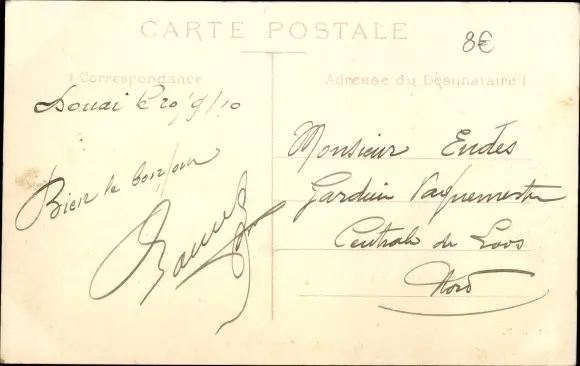 CARTE POSTALE
8€
Correspondance
Adresse du Destinataire
Douai le 20/9/10
Bien le bonjour
Monsieur Endes
Gardien Vaguemestre
Centrale de Loos
Nord